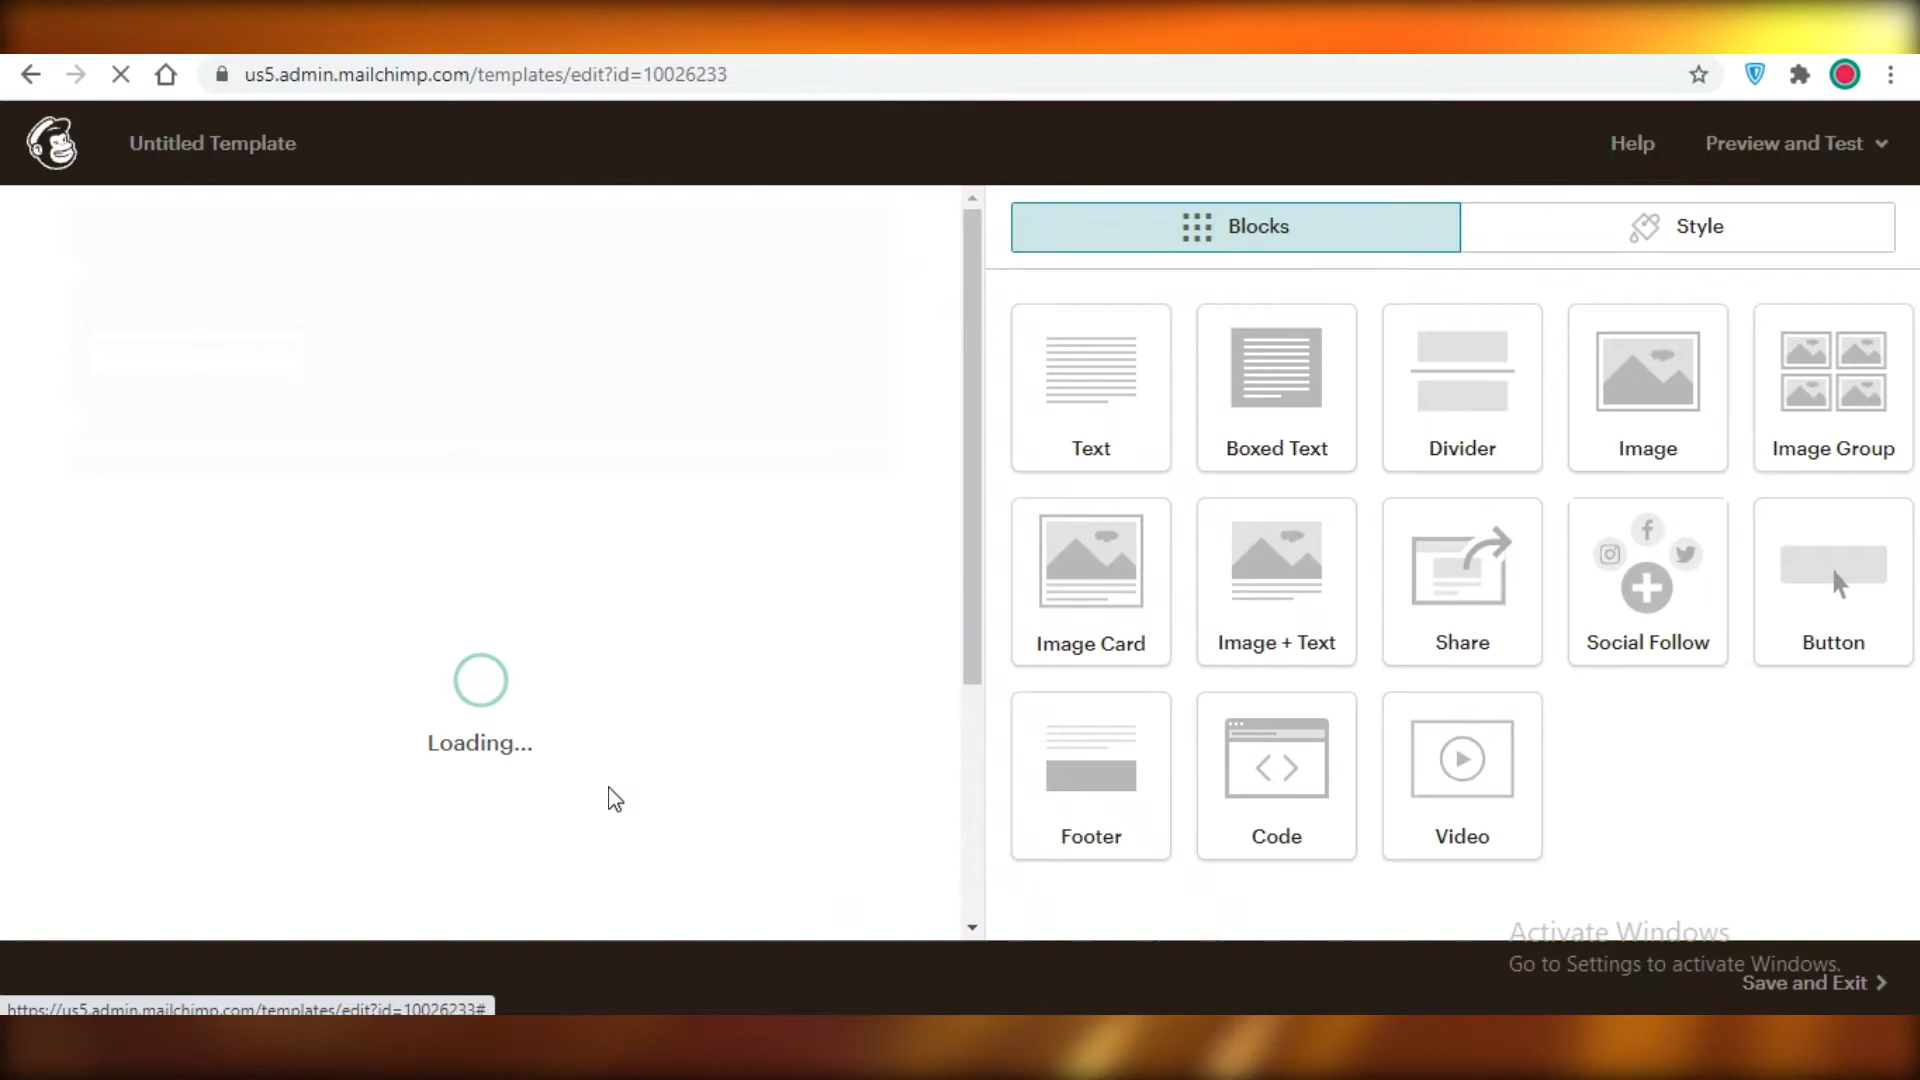 us5.admin.mailchimp.com/templates/edit?id=10026233
Untitled Template
Help
Preview and Test
Blocks
Style
Text
Boxed Text
Divider
Image
Image Group
Image Card
Image + Text
Share
Social Follow
Button
Loading...
Footer
Code
Video
Activate Windows
Go to Settings to activate Windows.
Save and Exit
https://us5.admin.mailchimp.com/templates/edit?id=10026233#